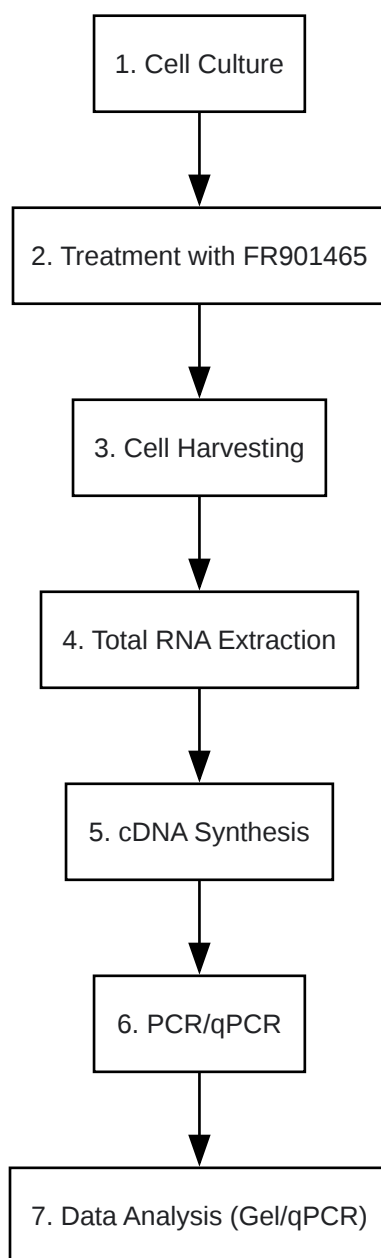 1. Cell Culture
2. Treatment with FR901465
3. Cell Harvesting
4. Total RNA Extraction
5. cDNA Synthesis
6. PCR/qPCR
7. Data Analysis (Gel/qPCR)